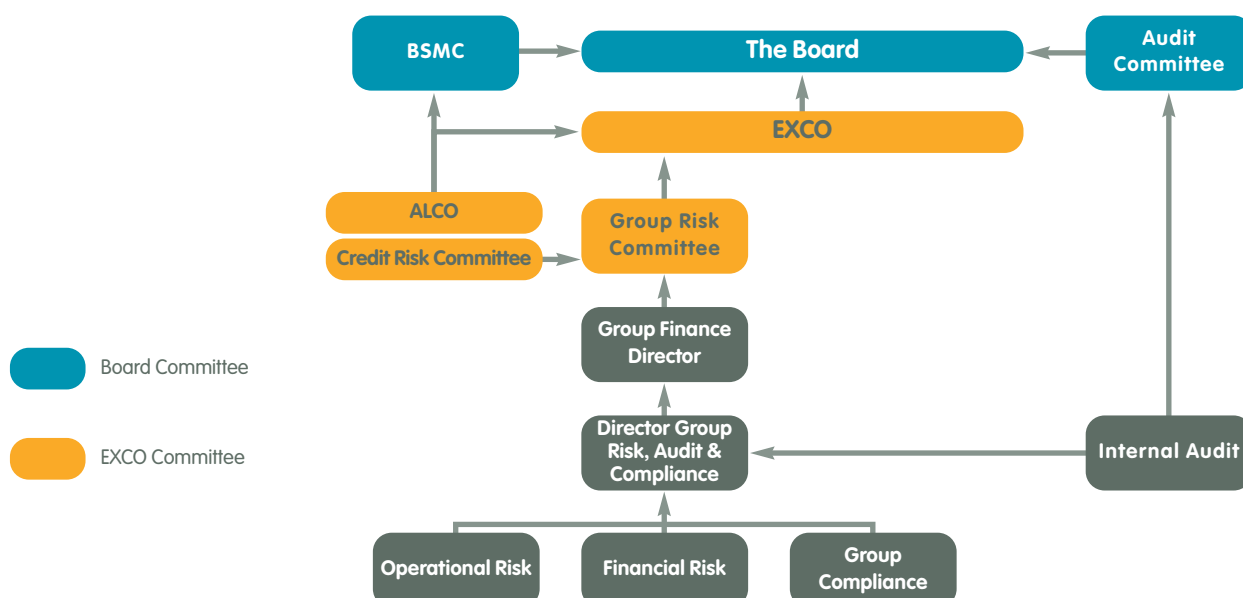 BSMC
The Board
Audit
Committee
EXCO
ALCO
Credit Risk Committee
Group Risk
Committee
Group Finance
Director
Board Committee
EXCO Committee
Director Group
Risk, Audit &
Compliance
Internal Audit
Operational Risk
Financial Risk
Group
Compliance